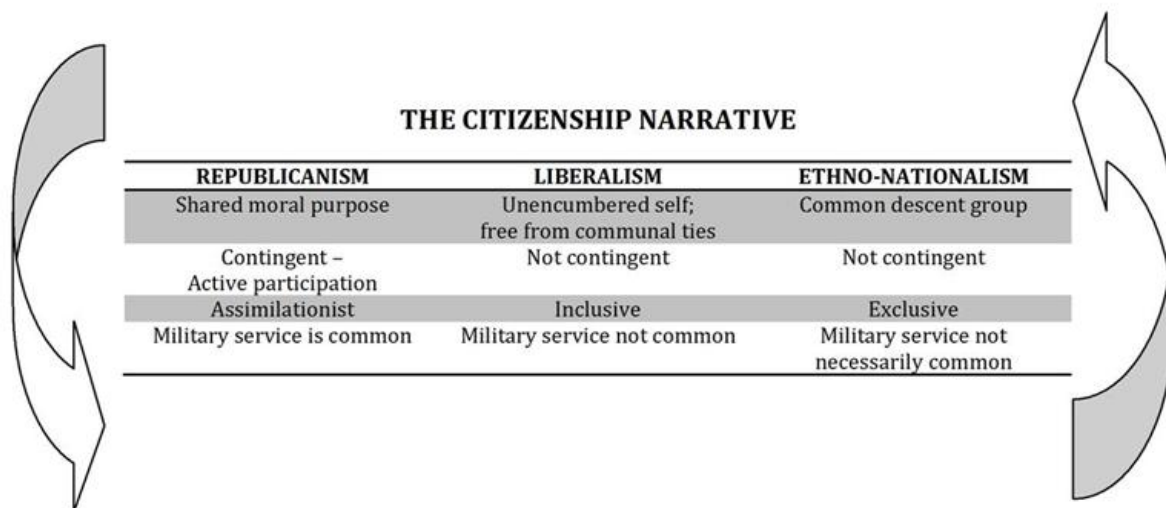 THE CITIZENSHIP NARRATIVE
REPUBLICANISM LIBERALISM ETHNO-NATIONALISM
Shared moral purpose Unencumbered self; Common descent group
free from communal ties
Contingent – Not contingent Not contingent
Active participation
Assimilationist Inclusive Exclusive
Military service is common Military service not common Military service not
necessarily common